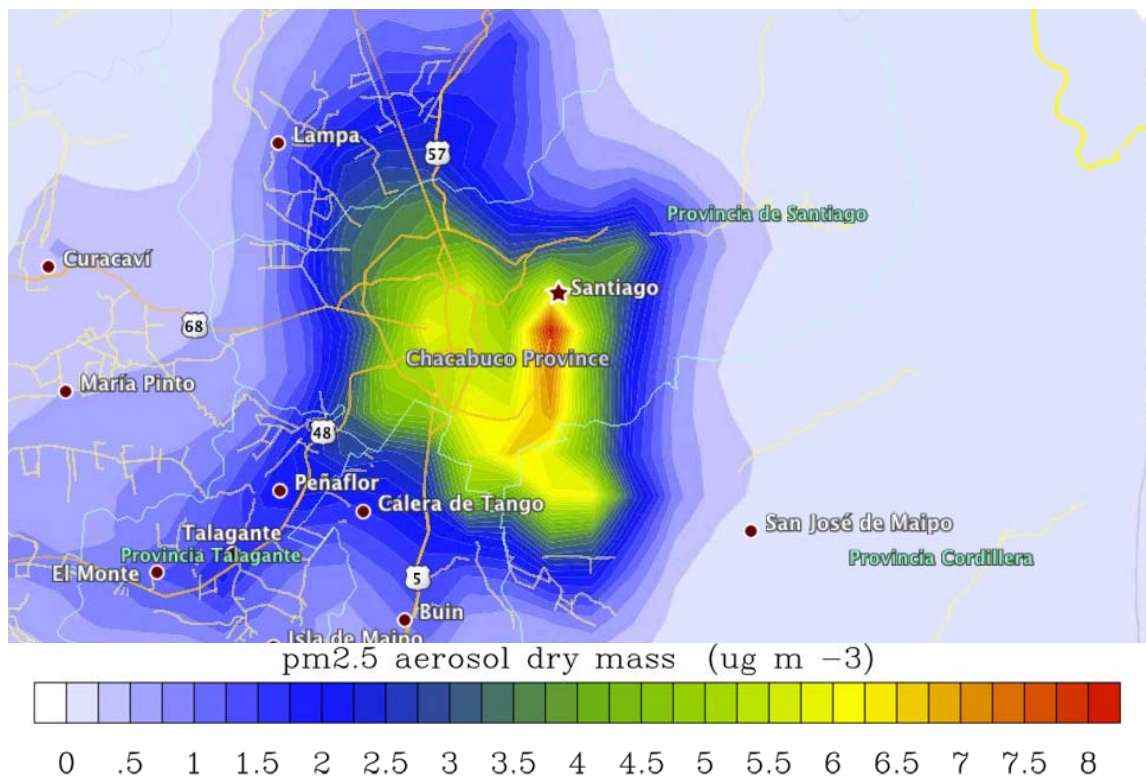 Lampa
57
Provincia de Santiago
Curacaví
Santiago
68
Chacabuco Province
María Pinto
48
Peñaflor
Calera de Tango
Talagante
San José de Maipo
Provincia Talagante
Provincia Cordillera
El Monte
5
Buin
Isla de Maipo
pm2.5 aerosol dry mass (ug m −3)
0 .5 1 1.5 2 2.5 3 3.5 4 4.5 5 5.5 6 6.5 7 7.5 8